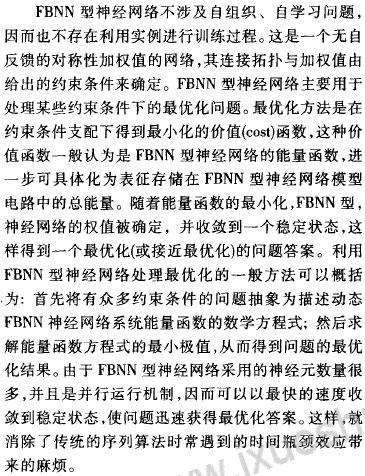 FBNN 型神经网络不涉及自组织、自学习问题,
因而也不存在利用实例进行训练过程。这是一个无自
反馈的对称性加权值的网络,其连接拓扑与加权值由
给出的约束条件来确定。FBNN 型神经网络主要用于
处理某些约束条件下的最优化问题。最优化方法是在
约束条件支配下得到最小化的价值(cost)函数,这种价
值函数一般认为是 FBNN 型神经网络的能量函数,进
一步可具体化为表征存储在 FBNN 型神经网络模型
电路中的总能量。随着能量函数的最小化,FBNN 型,
神经网络的权值被确定，并收敛到一个稳定状态,这
样得到一个最优化(或接近最优化)的问题答案。利用
FBNN 型神经网络处理最优化的一般方法可以概括
为: 首先将有众多约束条件的问题抽象为描述动态
FBNN 神经网络系统能量函数的数学方程式; 然后求
解能量函数方程式的最小极值,从而得到问题的最优
化结果。由于 FBNN 型神经网络采用的神经元数量很
多,并且是并行运行机制,因而可以以最快的速度收
敛到稳定状态,使问题迅速获得最优化答案。这样,就
消除了传统的序列算法时常遇到的时间瓶颈效应带
来的麻烦。